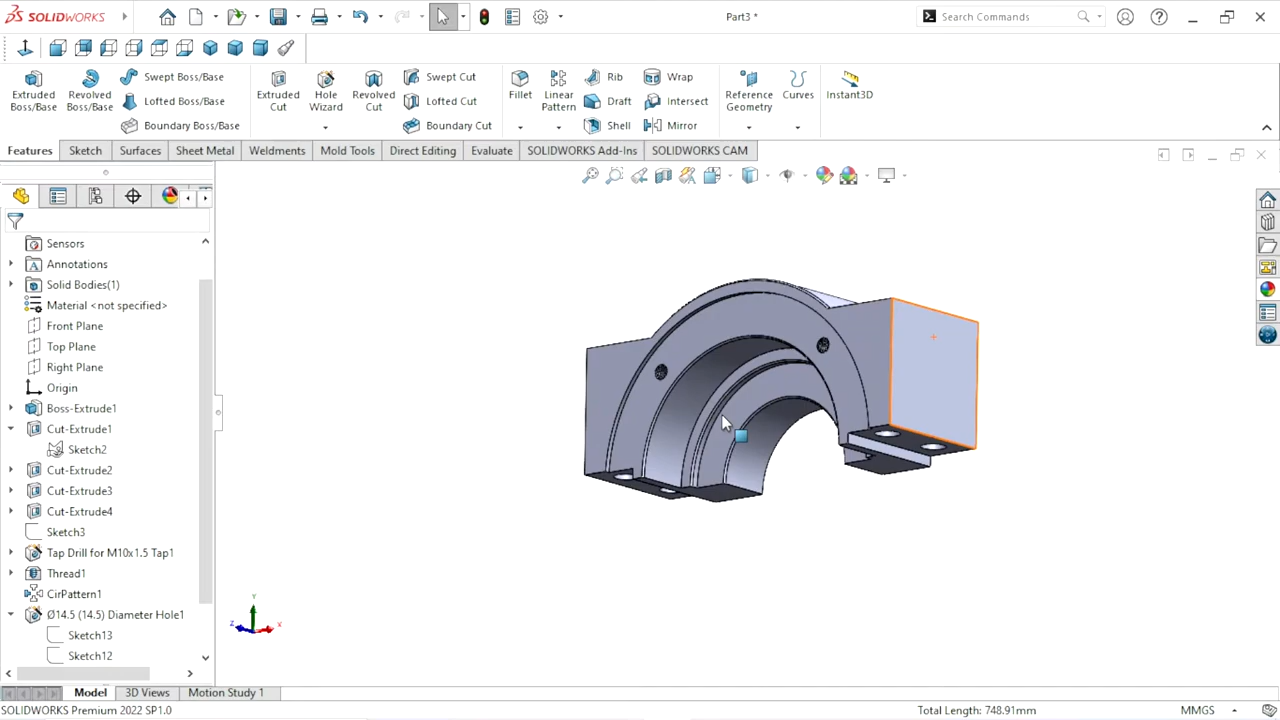 SOLIDWORKS
Part3 *
Search Commands
Extruded Boss/Base
Revolved Boss/Base
Swept Boss/Base
Lofted Boss/Base
Boundary Boss/Base
Extruded Cut
Hole Wizard
Revolved Cut
Swept Cut
Lofted Cut
Boundary Cut
Fillet
Linear Pattern
Rib
Draft
Shell
Wrap
Intersect
Mirror
Reference Geometry
Curves
Instant3D
Features
Sketch
Surfaces
Sheet Metal
Weldments
Mold Tools
Direct Editing
Evaluate
SOLIDWORKS Add-Ins
SOLIDWORKS CAM
Sensors
Annotations
Solid Bodies(1)
Material <not specified>
Front Plane
Top Plane
Right Plane
Origin
Boss-Extrude1
Cut-Extrude1
Sketch2
Cut-Extrude2
Cut-Extrude3
Cut-Extrude4
Sketch3
Tap Drill for M10x1.5 Tap1
Thread1
CirPattern1
Ø14.5 (14.5) Diameter Hole1
Sketch13
Sketch12
Y
Z
X
Model
3D Views
Motion Study 1
SOLIDWORKS Premium 2022 SP1.0
Total Length: 748.91mm
MMGS